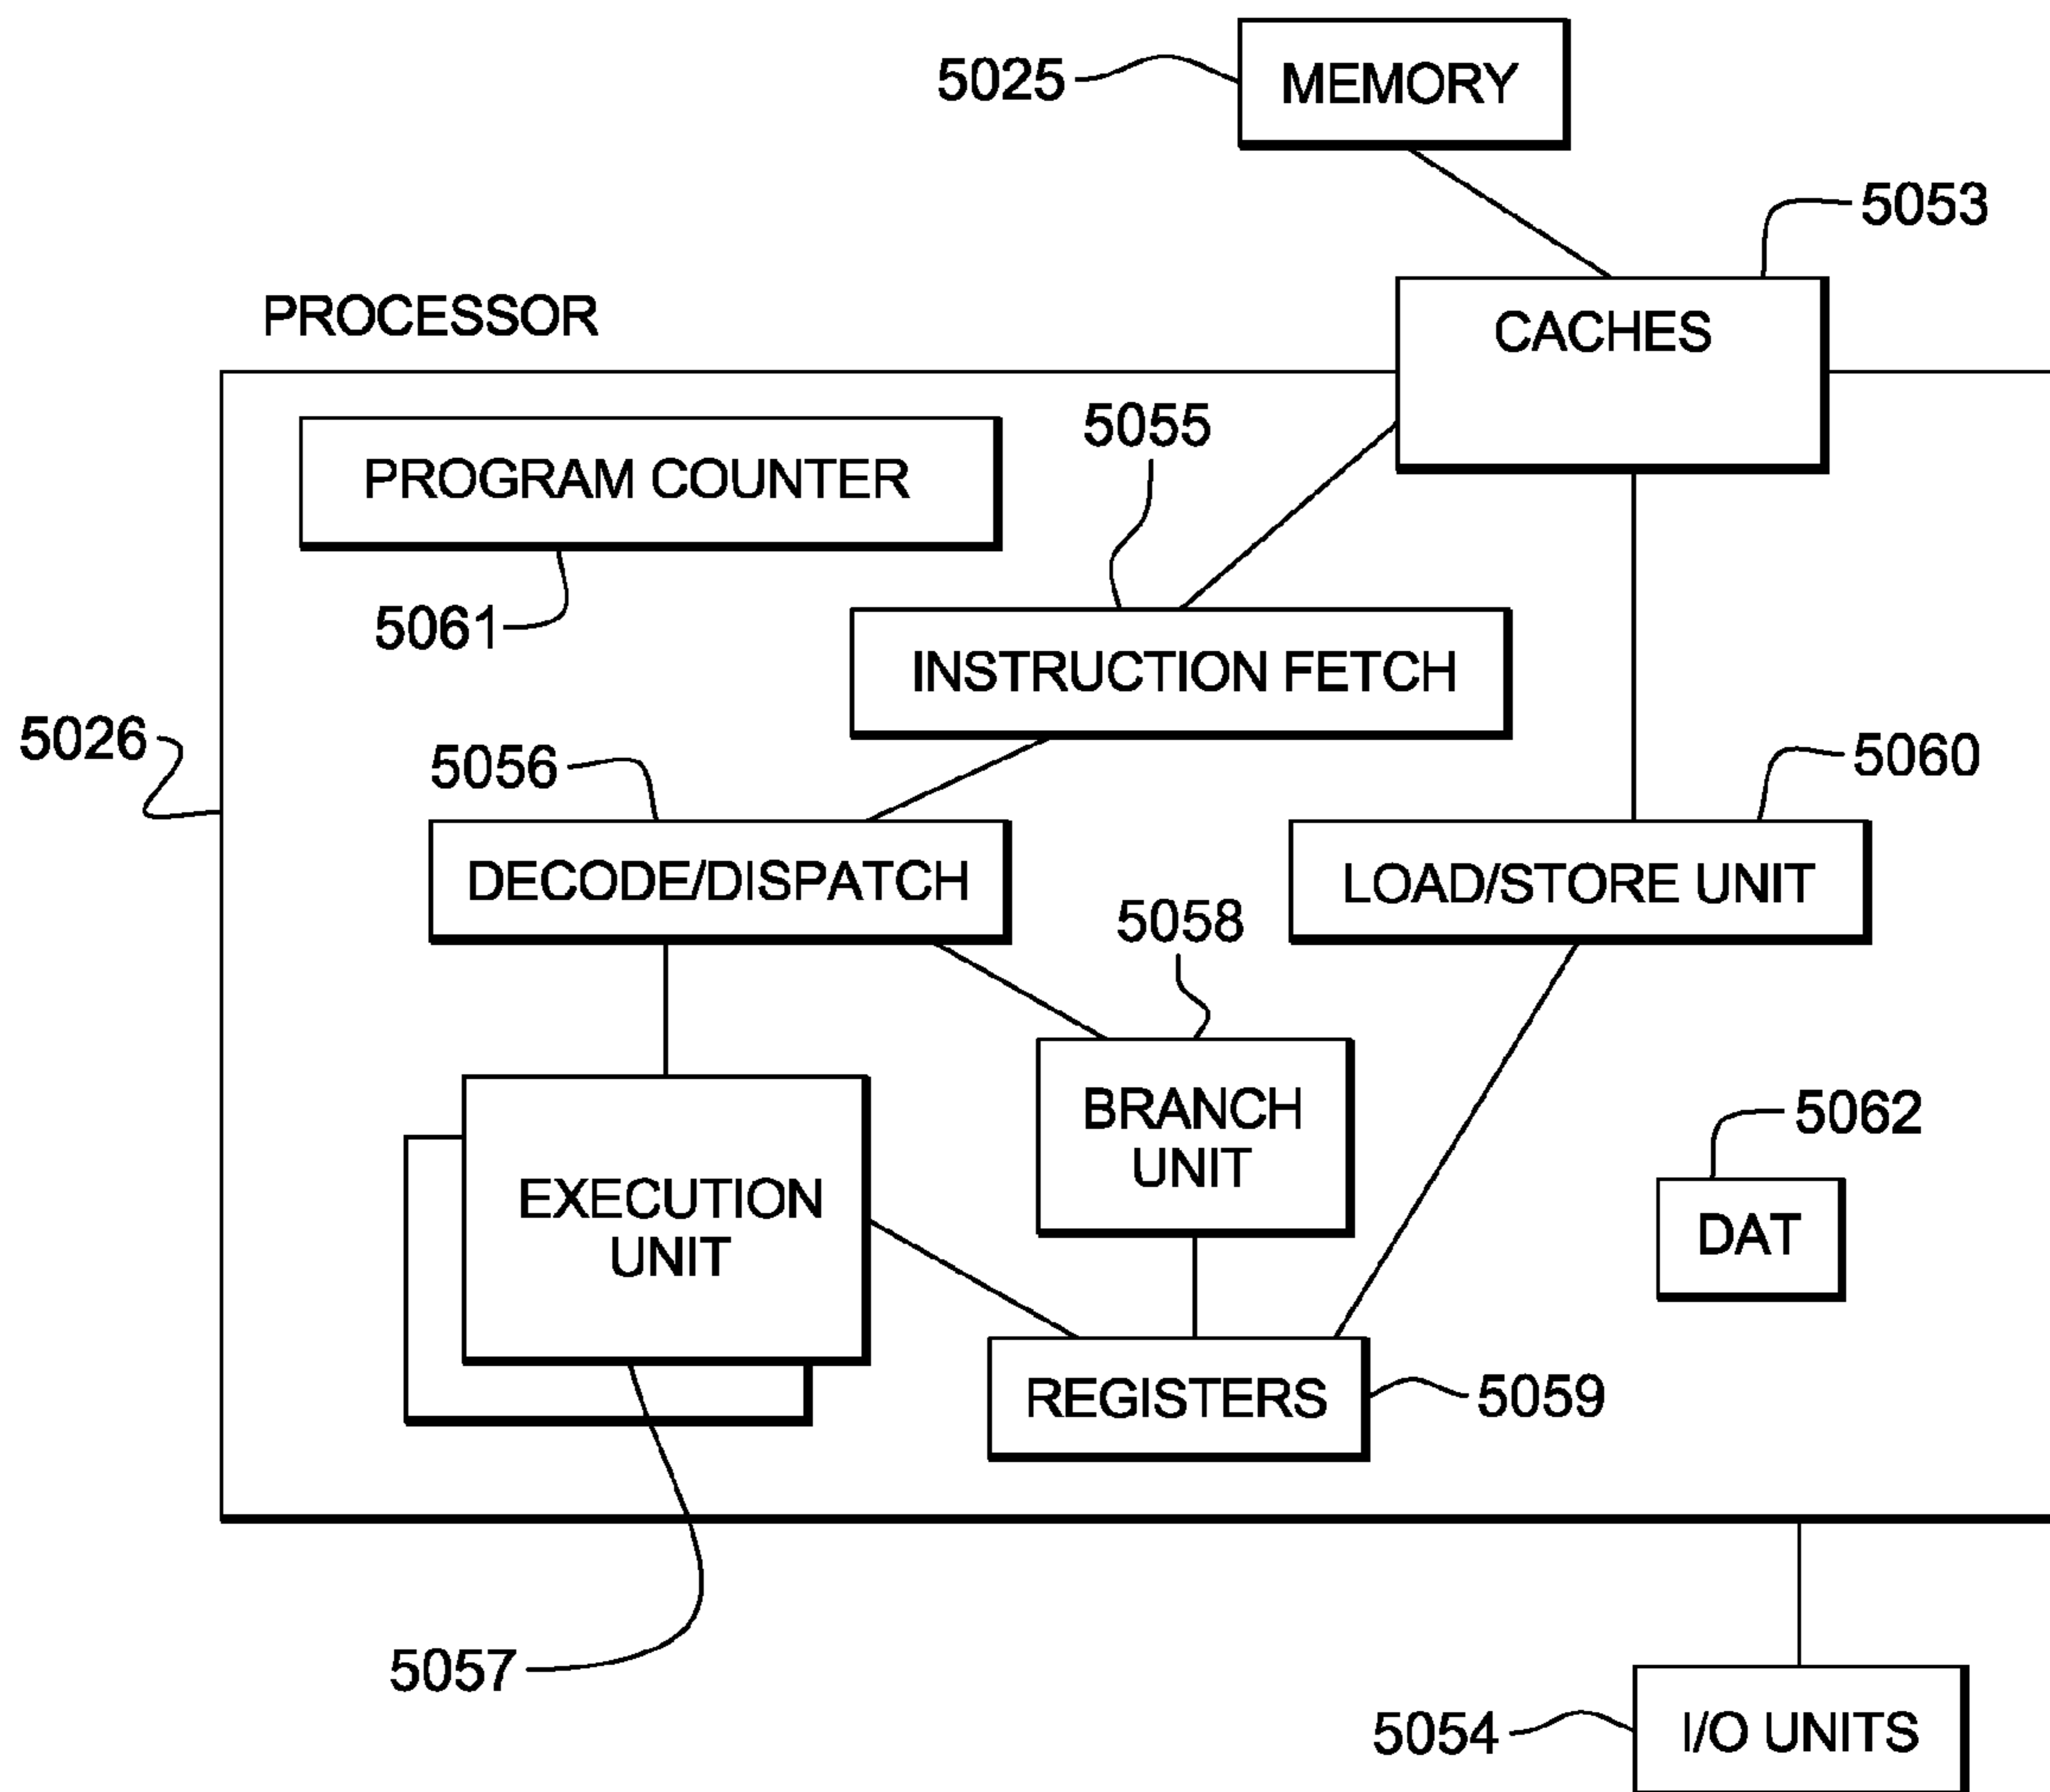 MEMORY
5025
5053
CACHES
PROCESSOR
5055
PROGRAM COUNTER
5061
INSTRUCTION FETCH
5026
5056
5060
DECODE/DISPATCH
LOAD/STORE UNIT
5058
BRANCH
UNIT
5062
EXECUTION
UNIT
DAT
REGISTERS
5059
5057
5054
I/O UNITS